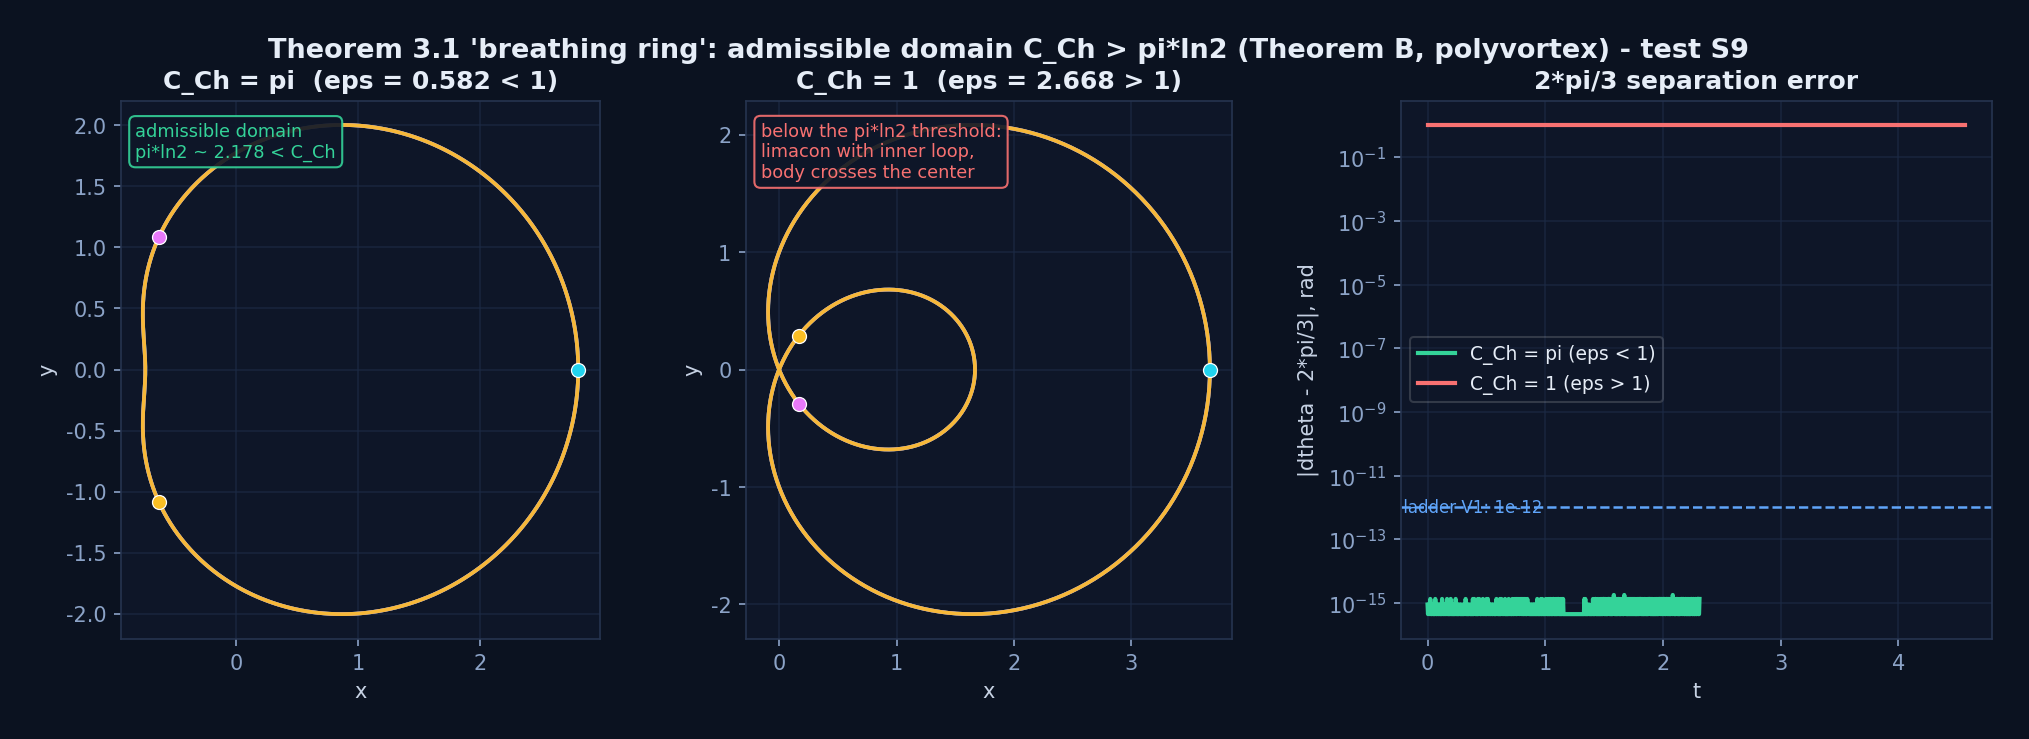 Theorem 3.1 'breathing ring': admissible domain C_Ch > pi*ln2 (Theorem B, polyvortex) - test S9
C_Ch = pi  (eps = 0.582 < 1)
admissible domain
pi*ln2 ~ 2.178 < C_Ch
2.0
1.5
1.0
0.5
0.0
-0.5
-1.0
-1.5
-2.0
y
0
1
2
x
C_Ch = 1  (eps = 2.668 > 1)
below the pi*ln2 threshold:
limacon with inner loop,
body crosses the center
2
1
0
-1
-2
y
0
1
2
3
x
2*pi/3 separation error
10⁻¹
10⁻³
10⁻⁵
10⁻⁷
10⁻⁹
10⁻¹¹
10⁻¹³
10⁻¹⁵
|dtheta - 2*pi/3|, rad
C_Ch = pi (eps < 1)
C_Ch = 1 (eps > 1)
ladder V1: 1e-12
0
1
2
3
4
t